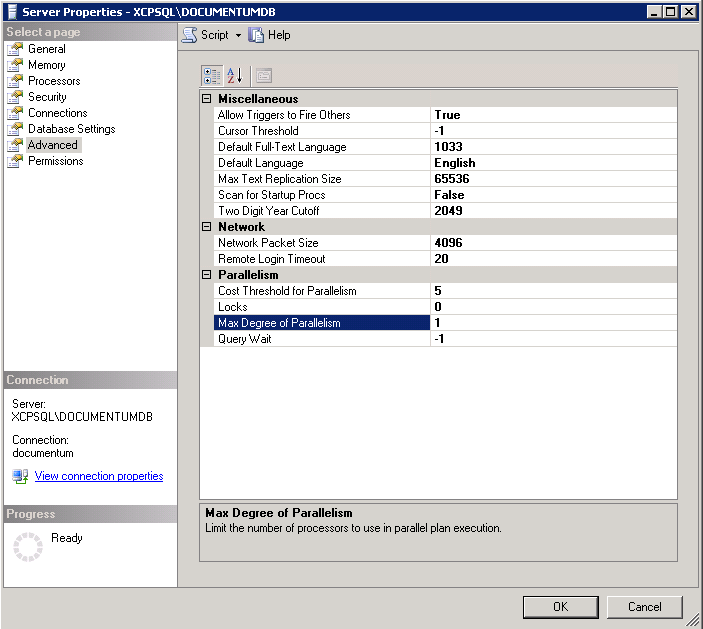 Server Properties - XCPSQL\DOCUMENTUMDB
Select a page
General
Memory
Processors
Security
Connections
Database Settings
Advanced
Permissions
Script
Help
Miscellaneous
Allow Triggers to Fire Others True
Cursor Threshold -1
Default Full-Text Language 1033
Default Language English
Max Text Replication Size 65536
Scan for Startup Procs False
Two Digit Year Cutoff 2049
Network
Network Packet Size 4096
Remote Login Timeout 20
Parallelism
Cost Threshold for Parallelism 5
Locks 0
Max Degree of Parallelism 1
Query Wait -1
Connection
Server:
XCPSQL\DOCUMENTUMDB
Connection:
documentum
View connection properties
Progress
Ready
Max Degree of Parallelism
Limit the number of processors to use in parallel plan execution.
OK Cancel